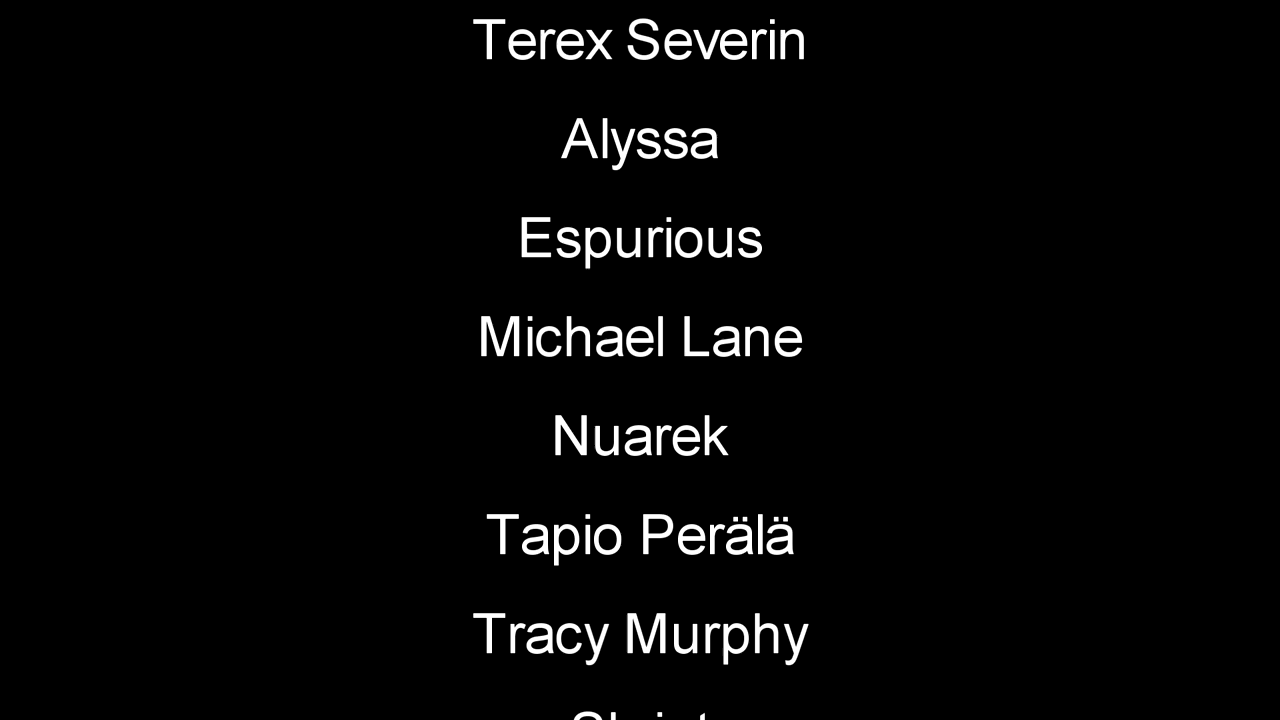 Terex Severin
Alyssa
Espurious
Michael Lane
Nuarek
Tapio Perälä
Tracy Murphy